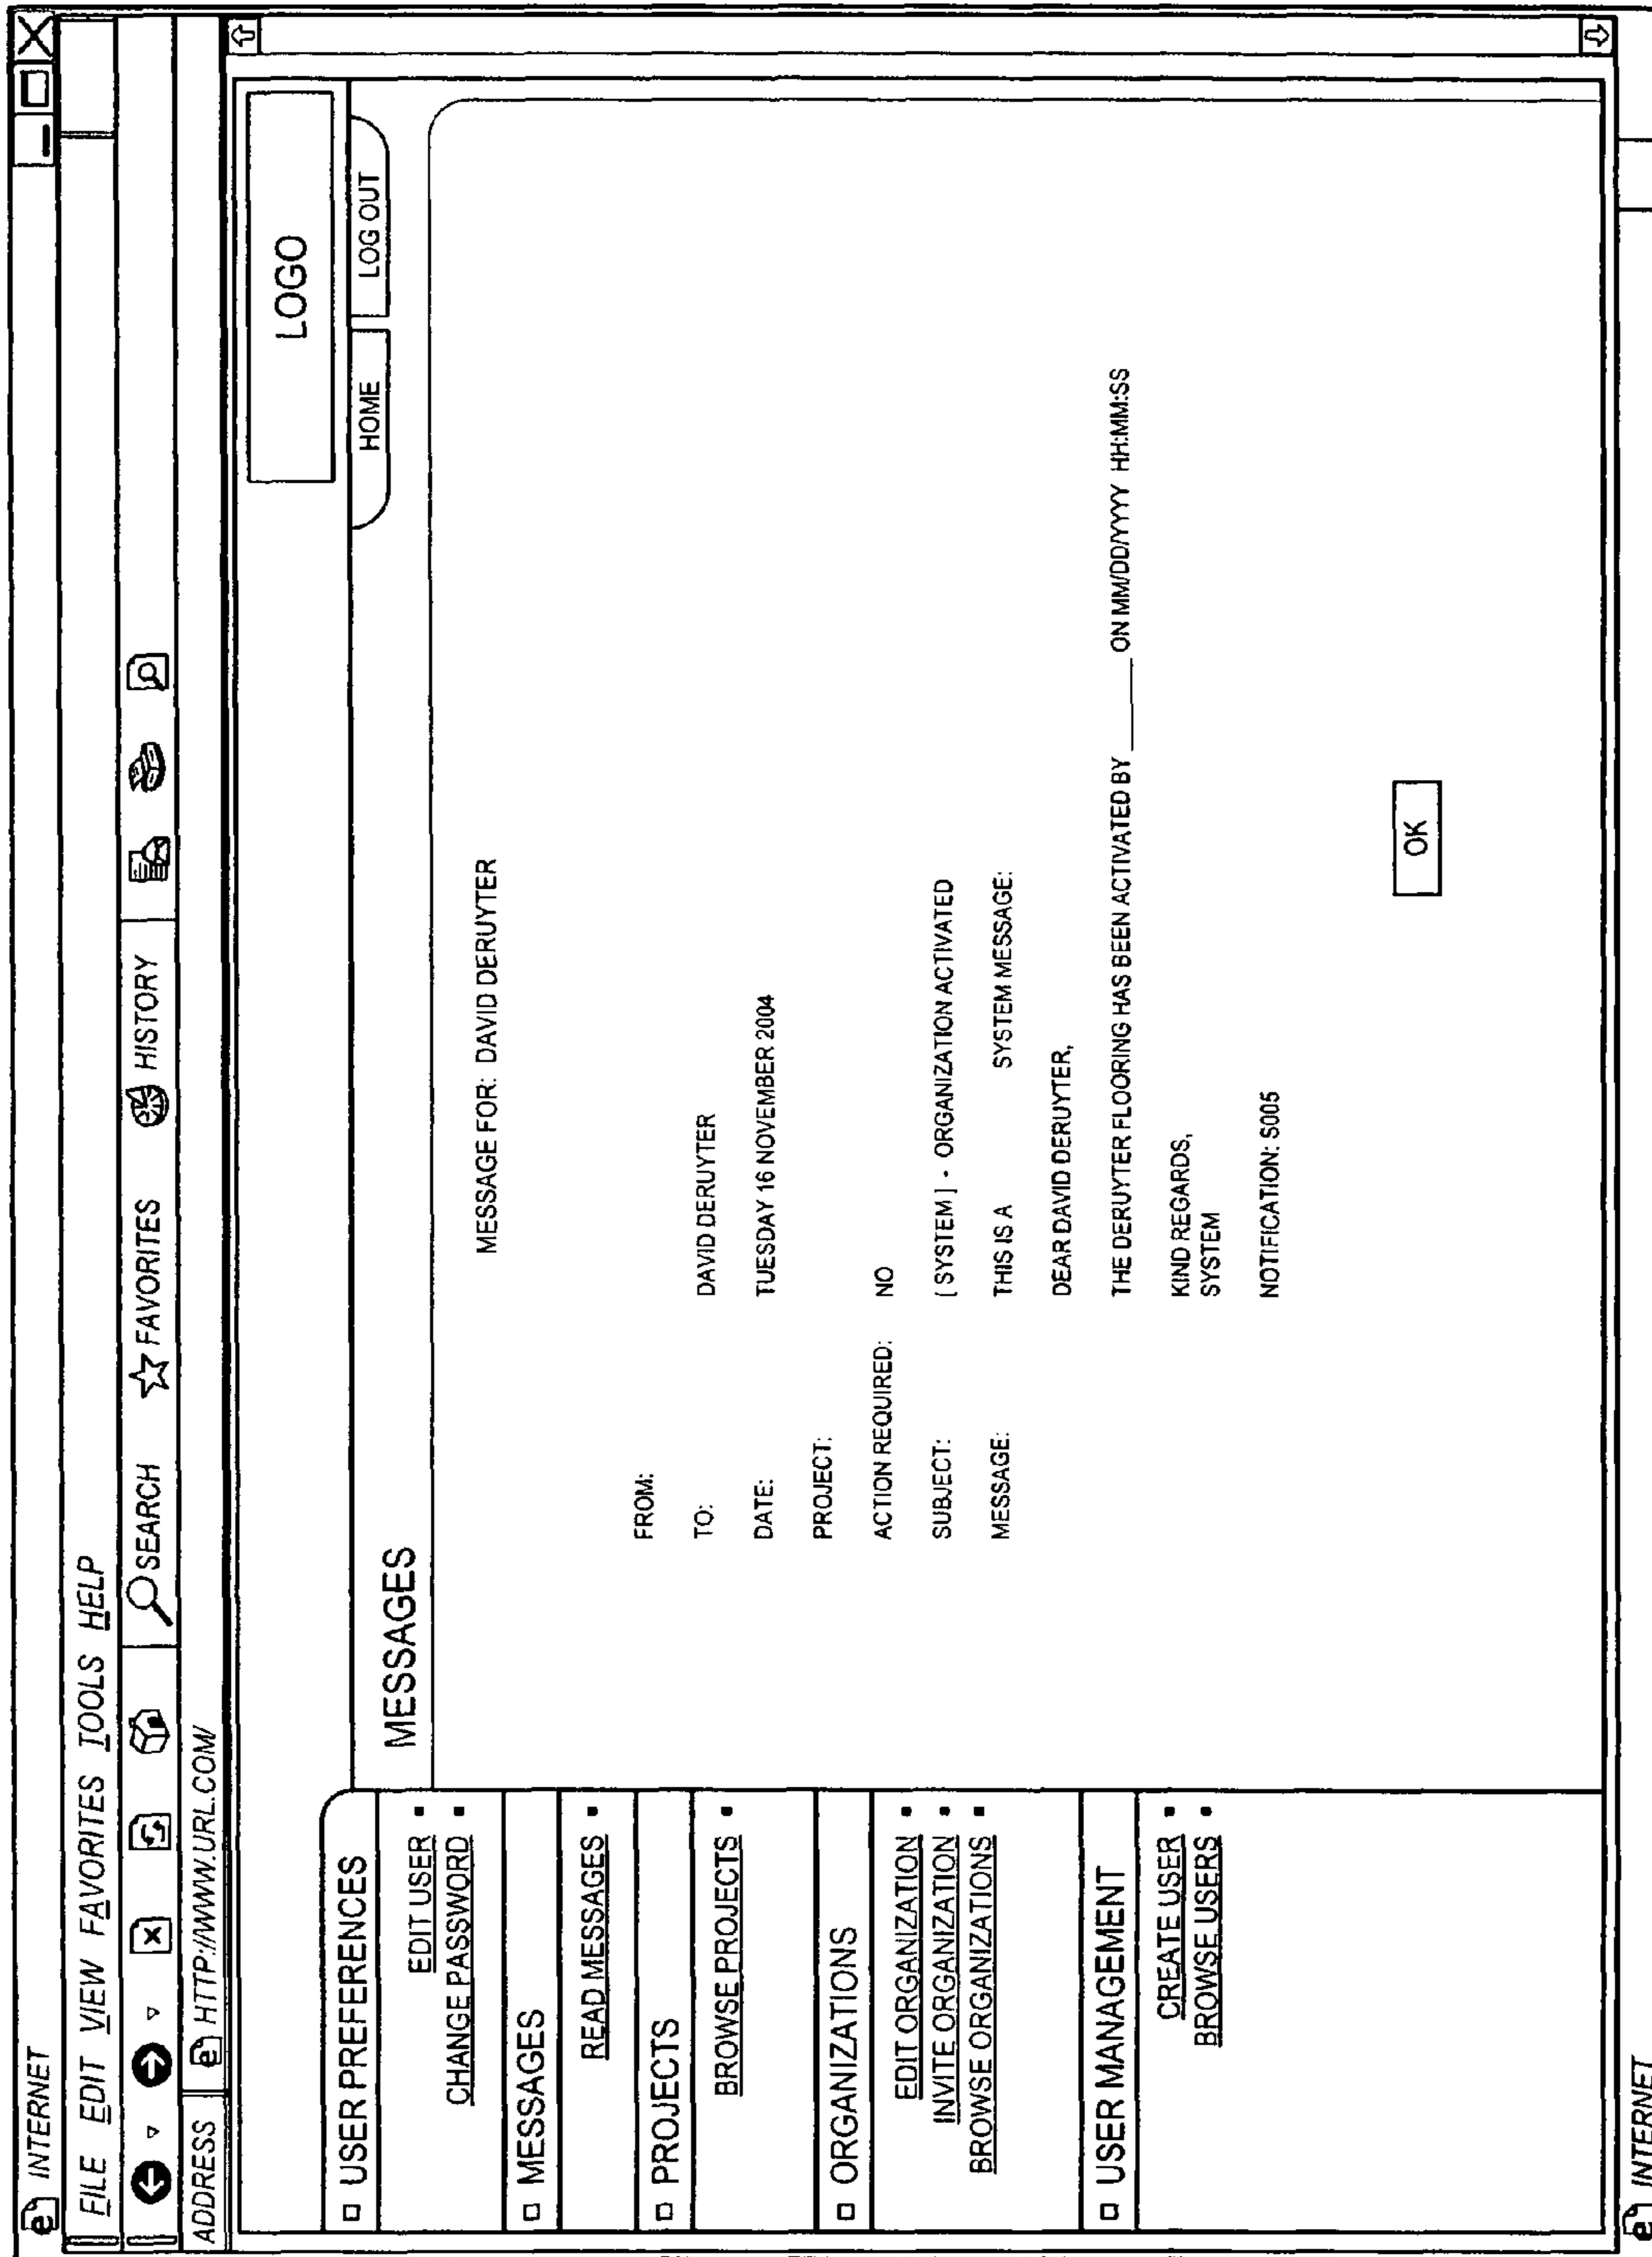 INTERNET
FILE EDIT VIEW FAVORITES TOOLS HELP
SEARCH FAVORITES HISTORY
ADDRESS HTTP://WWW.URL.COM/
LOGO
HOME LOG OUT
USER PREFERENCES
EDIT USER
CHANGE PASSWORD
MESSAGES
READ MESSAGES
PROJECTS
BROWSE PROJECTS
ORGANIZATIONS
EDIT ORGANIZATION
INVITE ORGANIZATION
BROWSE ORGANIZATIONS
USER MANAGEMENT
CREATE USER
BROWSE USERS
MESSAGES
MESSAGE FOR: DAVID DERUYTER
FROM:
TO: DAVID DERUYTER
DATE: TUESDAY 16 NOVEMBER 2004
PROJECT:
ACTION REQUIRED: NO
SUBJECT: [ SYSTEM ] - ORGANIZATION ACTIVATED
MESSAGE: THIS IS A SYSTEM MESSAGE:
DEAR DAVID DERUYTER,
THE DERUYTER FLOORING HAS BEEN ACTIVATED BY ______ ON MM/DD/YYYY HH:MM:SS
KIND REGARDS,
SYSTEM
NOTIFICATION: S005
OK
INTERNET